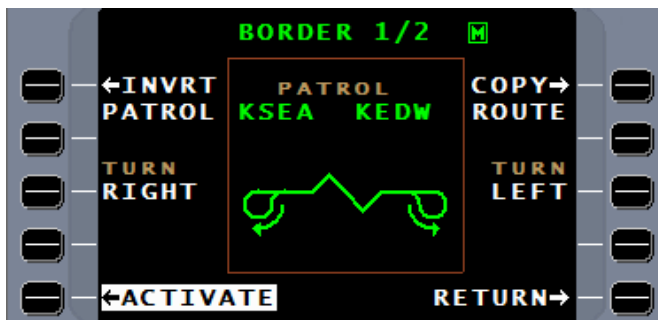 BORDER 1/2 M
←INVRT PATROL COPY→
PATROL KSEA KEDW ROUTE
TURN TURN
RIGHT LEFT
←ACTIVATE RETURN→